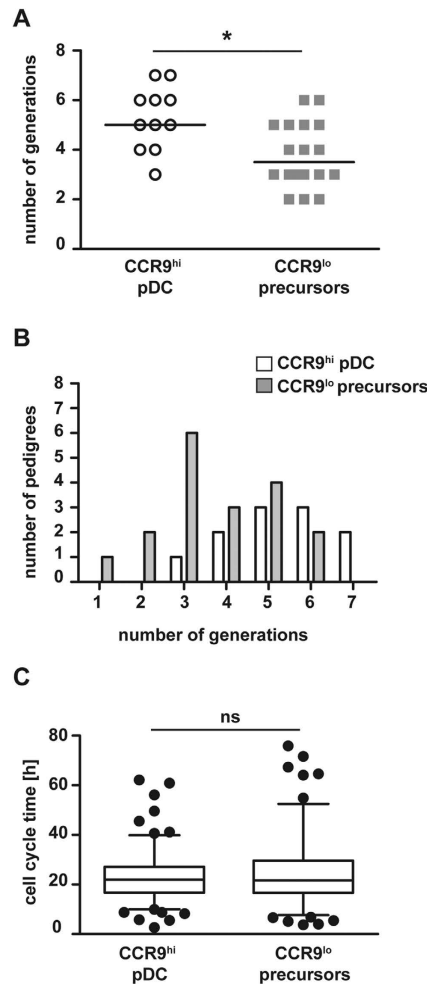 A
*
number of generations
8
6
4
2
0
CCR9hi
pDC
CCR9lo
precursors
B
CCR9hi pDC
CCR9lo precursors
number of pedigrees
8
7
6
5
4
3
2
1
0
1 2 3 4 5 6 7
number of generations
C
ns
cell cycle time [h]
80
60
40
20
0
CCR9hi
pDC
CCR9lo
precursors